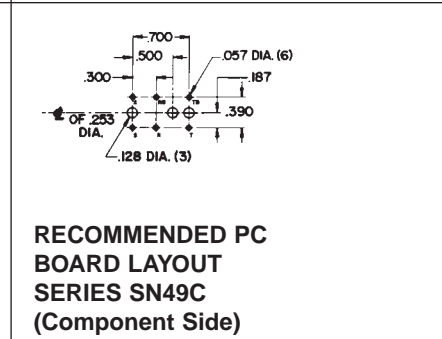 .700
.500
.057 DIA. (6)
.300
.187
.390
OF .253
DIA.
.128 DIA. (3)
S R T
RECOMMENDED PC
BOARD LAYOUT
SERIES SN49C
(Component Side)